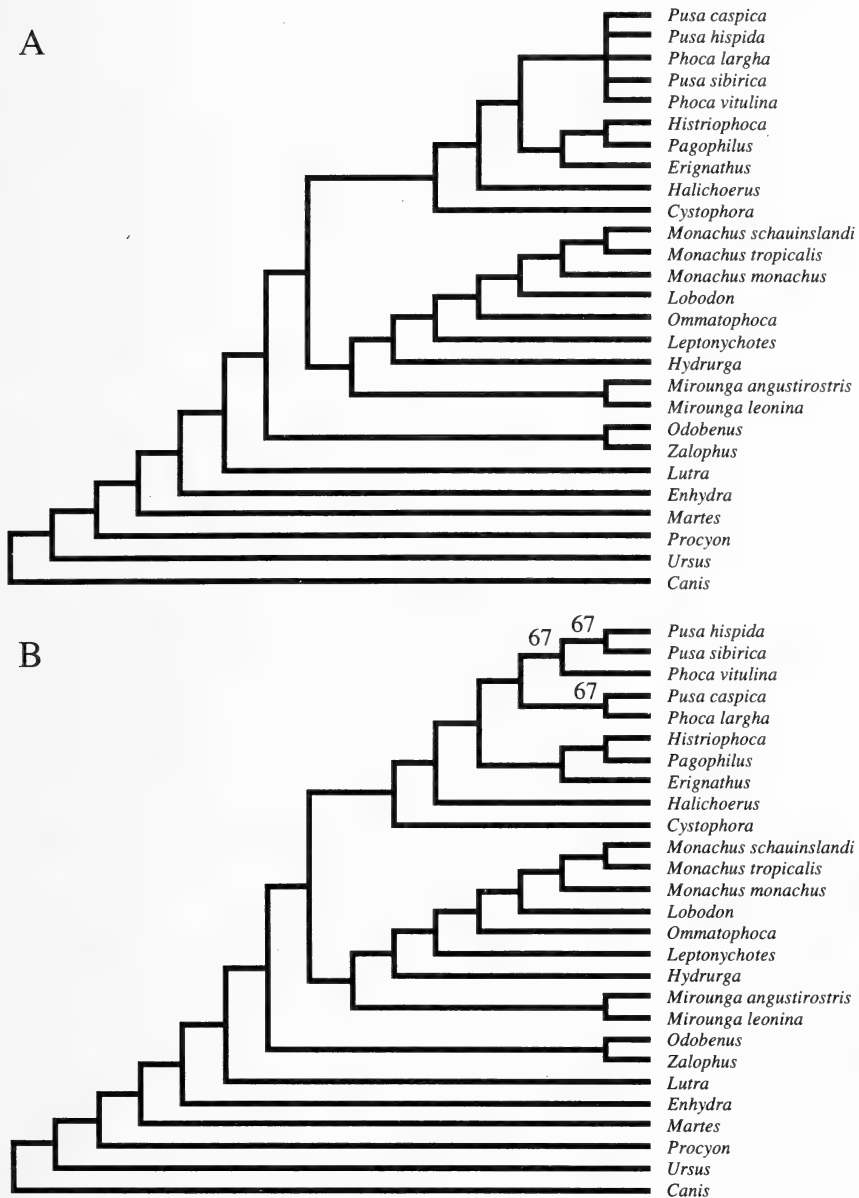 A
Pusa caspica
Pusa hispida
Phoca largha
Pusa sibirica
Phoca vitulina
Histriophoca
Pagophilus
Erignathus
Halichoerus
Cystophora
Monachus schauinslandi
Monachus tropicalis
Monachus monachus
Lobodon
Ommatophoca
Leptonychotes
Hydrurga
Mirounga angustirostris
Mirounga leonina
Odobenus
Zalophus
Lutra
Enhydra
Martes
Procyon
Ursus
Canis
B
67
67
67
Pusa hispida
Pusa sibirica
Phoca vitulina
Pusa caspica
Phoca largha
Histriophoca
Pagophilus
Erignathus
Halichoerus
Cystophora
Monachus schauinslandi
Monachus tropicalis
Monachus monachus
Lobodon
Ommatophoca
Leptonychotes
Hydrurga
Mirounga angustirostris
Mirounga leonina
Odobenus
Zalophus
Lutra
Enhydra
Martes
Procyon
Ursus
Canis